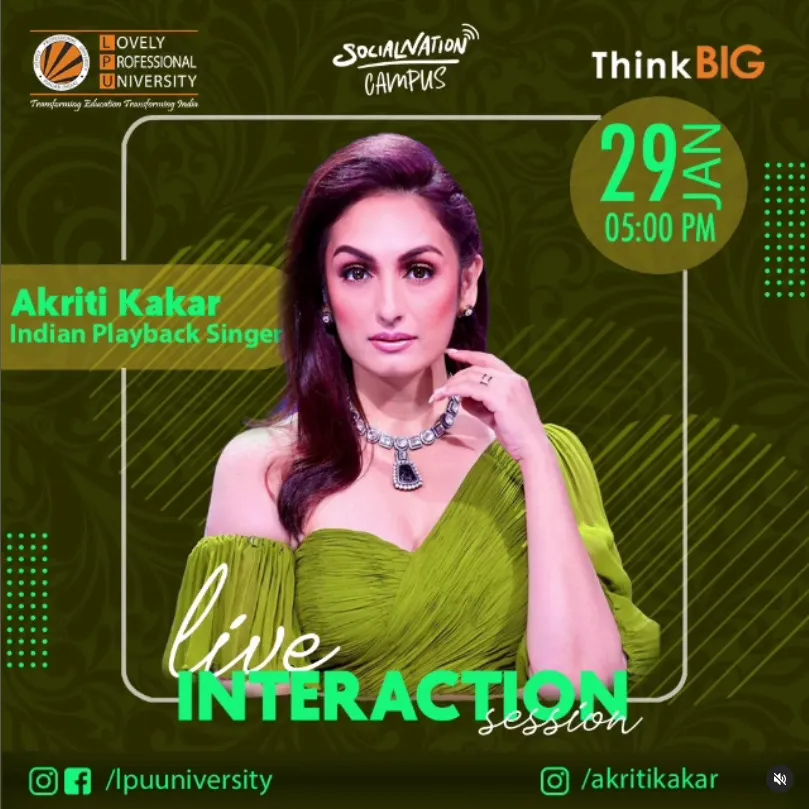 LOVELY
PROFESSIONAL
UNIVERSITY
Transforming Education Transforming India
SOCIALNATION
CAMPUS
ThinkBIG
29 JAN
05:00 PM
Akriti Kakar
Indian Playback Singer
live
INTERACTION
session
/lpuuniversity
/akritikakar